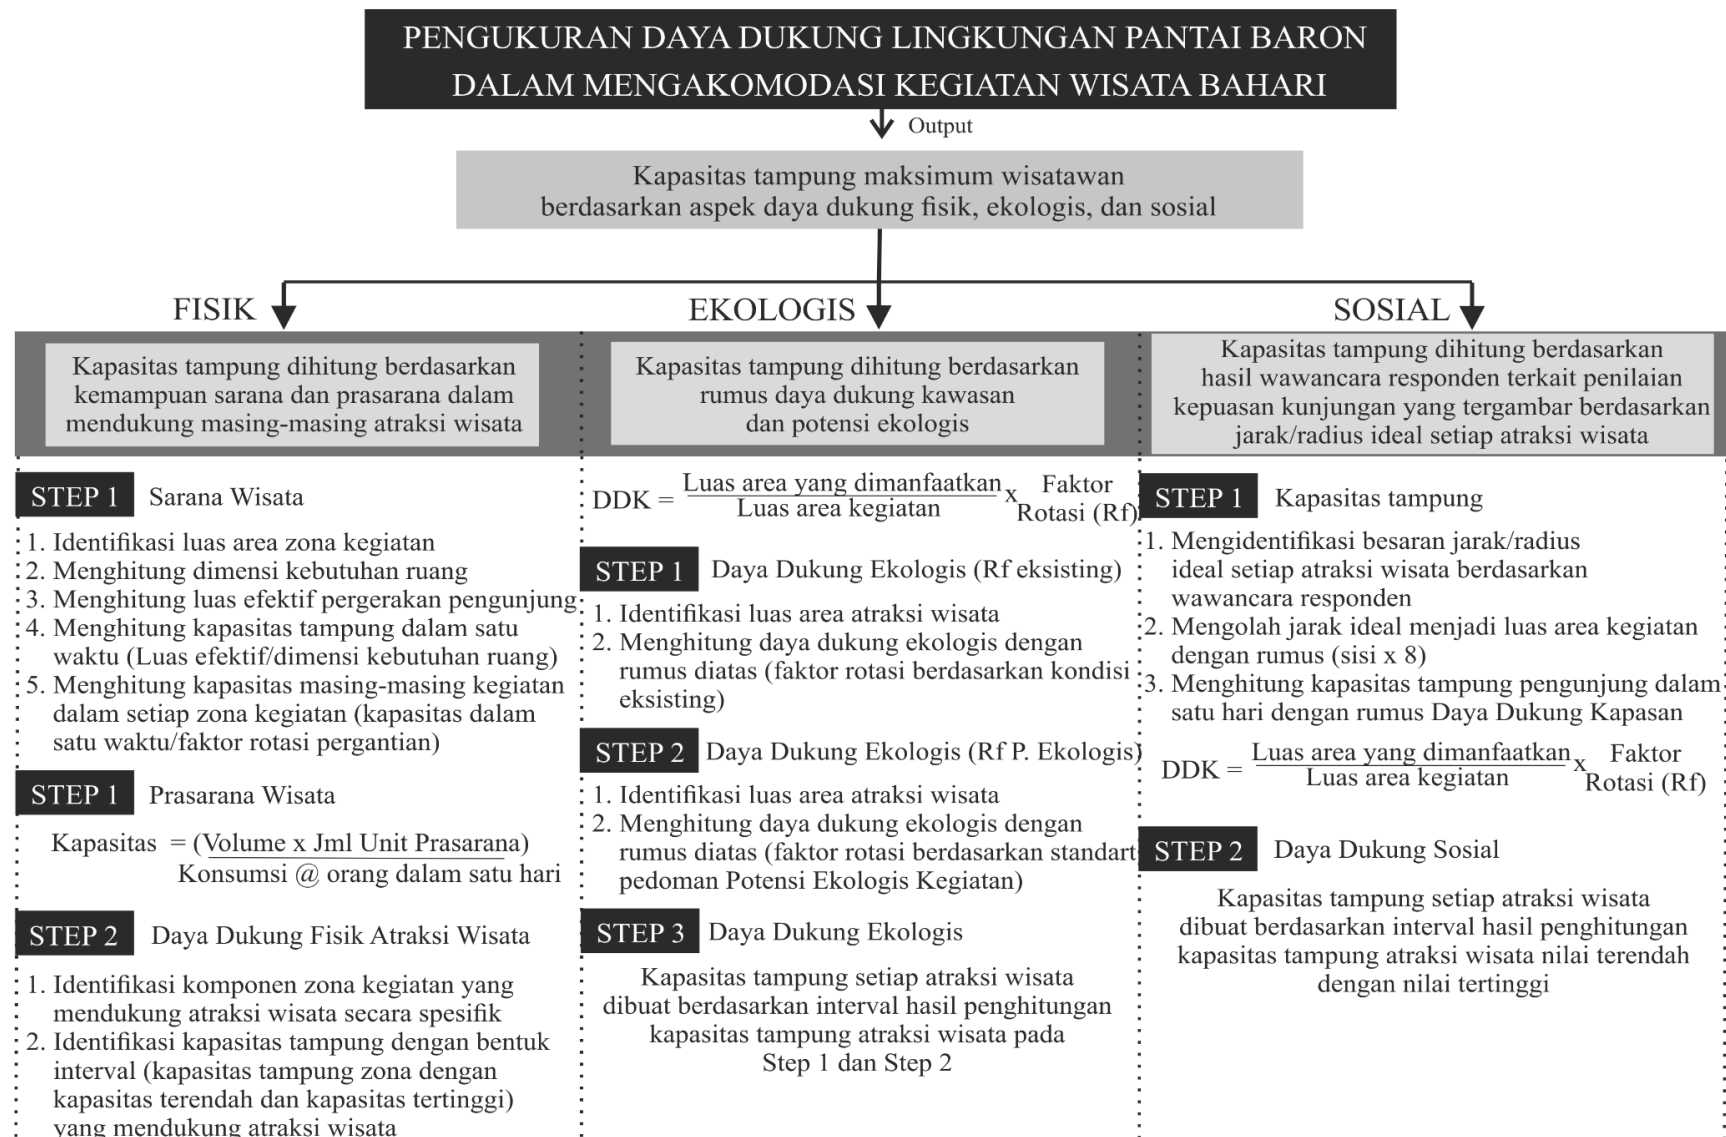 PENGUKURAN DAYA DUKUNG LINGKUNGAN PANTAI BARON
DALAM MENGAKOMODASI KEGIATAN WISATA BAHARI
Output
Kapasitas tampung maksimum wisatawan
berdasarkan aspek daya dukung fisik, ekologis, dan sosial
FISIK
Kapasitas tampung dihitung berdasarkan
kemampuan sarana dan prasarana dalam
mendukung masing-masing atraksi wisata
STEP 1 Sarana Wisata
1. Identifikasi luas area zona kegiatan
2. Menghitung dimensi kebutuhan ruang
3. Menghitung luas efektif pergerakan pengunjung
4. Menghitung kapasitas tampung dalam satu
waktu (Luas efektif/dimensi kebutuhan ruang)
5. Menghitung kapasitas masing-masing kegiatan
dalam setiap zona kegiatan (kapasitas dalam
satu waktu/faktor rotasi pergantian)
STEP 1 Prasarana Wisata
Kapasitas = (Volume x Jml Unit Prasarana)
Konsumsi @ orang dalam satu hari
STEP 2 Daya Dukung Fisik Atraksi Wisata
1. Identifikasi komponen zona kegiatan yang
mendukung atraksi wisata secara spesifik
2. Identifikasi kapasitas tampung dengan bentuk
interval (kapasitas tampung zona dengan
kapasitas terendah dan kapasitas tertinggi)
yang mendukung atraksi wisata
EKOLOGIS
Kapasitas tampung dihitung berdasarkan
rumus daya dukung kawasan
dan potensi ekologis
DDK = Luas area yang dimanfaatkan x Faktor
Luas area kegiatan Rotasi (Rf)
STEP 1 Daya Dukung Ekologis (Rf eksisting)
1. Identifikasi luas area atraksi wisata
2. Menghitung daya dukung ekologis dengan
rumus diatas (faktor rotasi berdasarkan kondisi
eksisting)
STEP 2 Daya Dukung Ekologis (Rf P. Ekologis)
1. Identifikasi luas area atraksi wisata
2. Menghitung daya dukung ekologis dengan
rumus diatas (faktor rotasi berdasarkan standart
pedoman Potensi Ekologis Kegiatan)
STEP 3 Daya Dukung Ekologis
Kapasitas tampung setiap atraksi wisata
dibuat berdasarkan interval hasil penghitungan
kapasitas tampung atraksi wisata pada
Step 1 dan Step 2
SOSIAL
Kapasitas tampung dihitung berdasarkan
hasil wawancara responden terkait penilaian
kepuasan kunjungan yang tergambar berdasarkan
jarak/radius ideal setiap atraksi wisata
STEP 1 Kapasitas tampung
1. Mengidentifikasi besaran jarak/radius
ideal setiap atraksi wisata berdasarkan
wawancara responden
2. Mengolah jarak ideal menjadi luas area kegiatan
dengan rumus (sisi x 8)
3. Menghitung kapasitas tampung pengunjung dalam
satu hari dengan rumus Daya Dukung Kapasan
DDK = Luas area yang dimanfaatkan x Faktor
Luas area kegiatan Rotasi (Rf)
STEP 2 Daya Dukung Sosial
Kapasitas tampung setiap atraksi wisata
dibuat berdasarkan interval hasil penghitungan
kapasitas tampung atraksi wisata nilai terendah
dengan nilai tertinggi